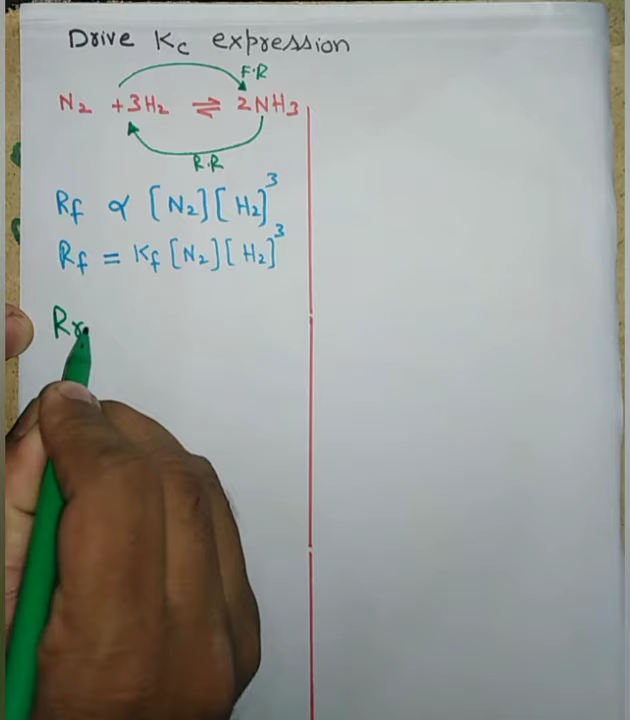 Drive Kc expression
F.R
N₂ + 3H₂ ⇌ 2NH₃
R.R
Rf ∝ [N₂][H₂]³
Rf = Kf [N₂][H₂]³
Rr